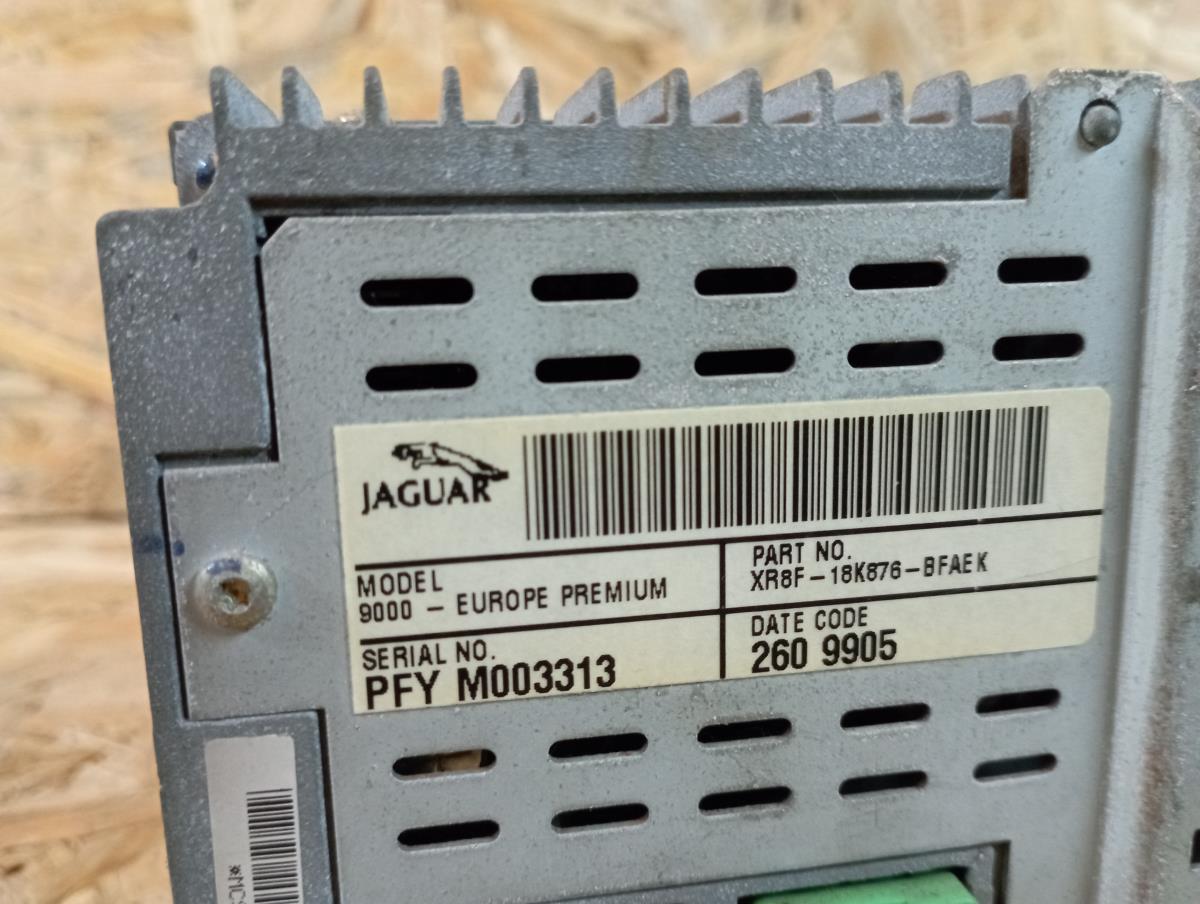 JAGUAR
MODEL
9000 - EUROPE PREMIUM
PART NO.
XR8F-18K876-BFAEK
SERIAL NO.
PFY M003313
DATE CODE
260 9905